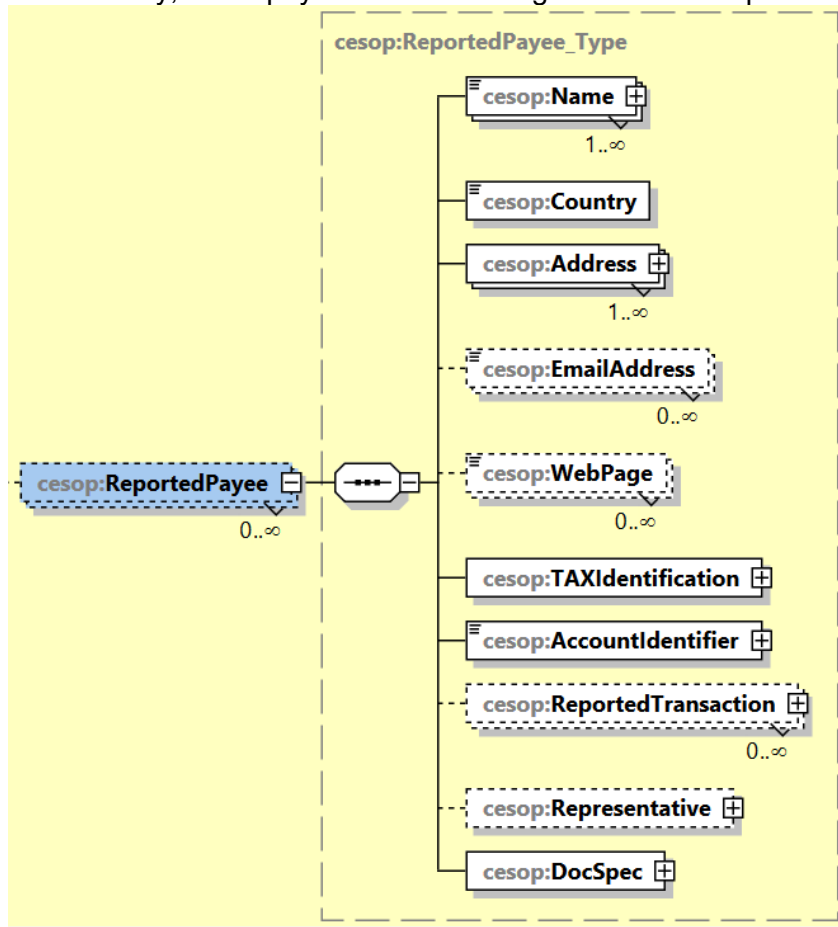 cesop:ReportedPayee_Type
cesop:Name
1..∞
cesop:Country
cesop:Address
1..∞
cesop:EmailAddress
0..∞
cesop:ReportedPayee
0..∞
cesop:WebPage
0..∞
cesop:TAXIdentification
cesop:AccountIdentifier
cesop:ReportedTransaction
0..∞
cesop:Representative
cesop:DocSpec